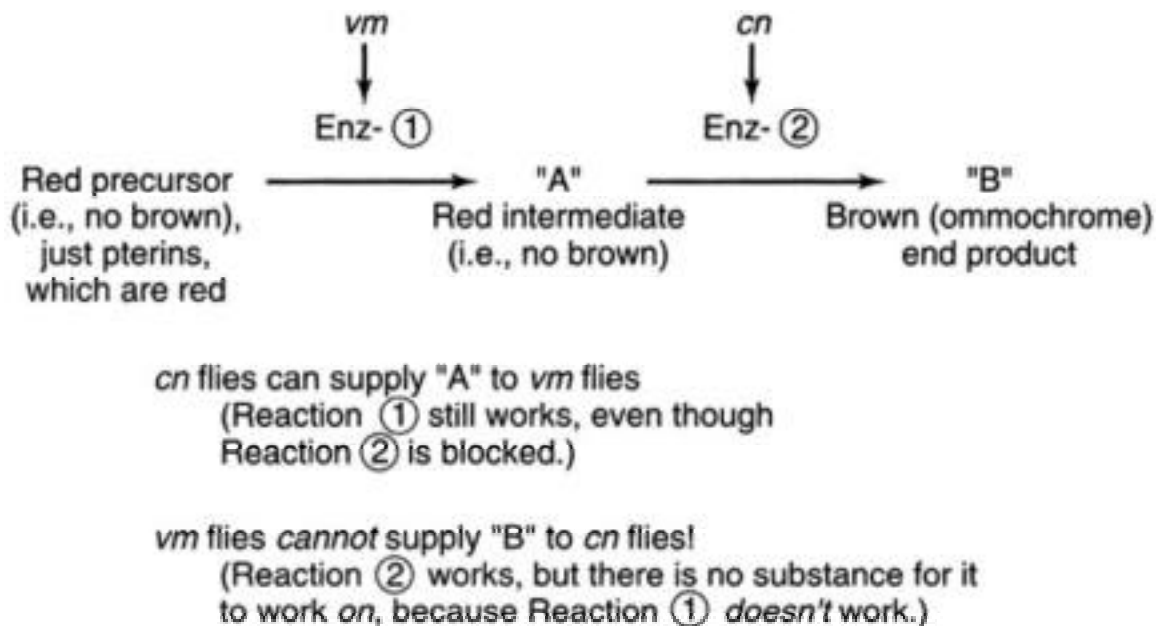 vm
cn
Enz- ①
Enz- ②
Red precursor
(i.e., no brown),
just pterins,
which are red
"A"
Red intermediate
(i.e., no brown)
"B"
Brown (ommochrome)
end product
cn flies can supply "A" to vm flies
(Reaction ① still works, even though
Reaction ② is blocked.)
vm flies cannot supply "B" to cn flies!
(Reaction ② works, but there is no substance for it
to work on, because Reaction ① doesn't work.)